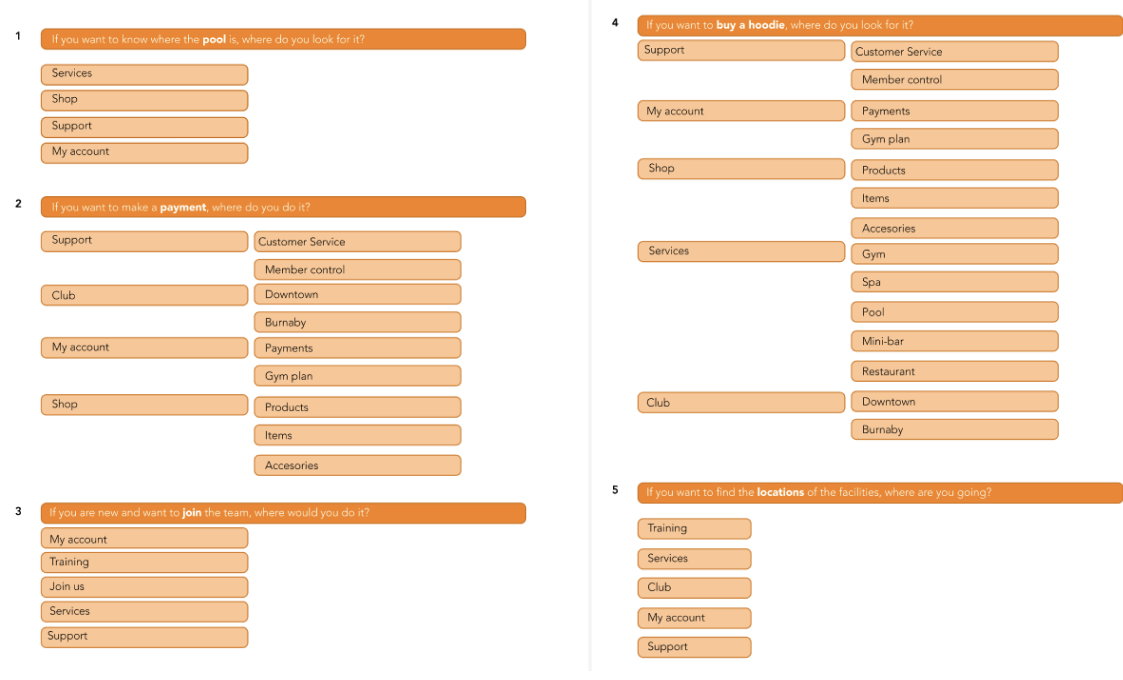 1 If you want to know where the pool is, where do you look for it?
Services
Shop
Support
My account
2 If you want to make a payment, where do you do it?
Support Customer Service
Member control
Club Downtown
Burnaby
My account Payments
Gym plan
Shop Products
Items
Accesories
3 If you are new and want to join the team, where would you do it?
My account
Training
Join us
Services
Support
4 If you want to buy a hoodie, where do you look for it?
Support Customer Service
Member control
My account Payments
Gym plan
Shop Products
Items
Accesories
Services Gym
Spa
Pool
Mini-bar
Restaurant
Club Downtown
Burnaby
5 If you want to find the locations of the facilities, where are you going?
Training
Services
Club
My account
Support